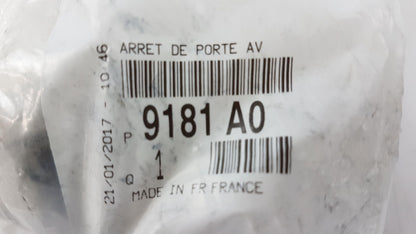 ARRET DE PORTE AV
P 9181 A0
Q 1
MADE IN FR FRANCE
21/01/2017 - 10:46